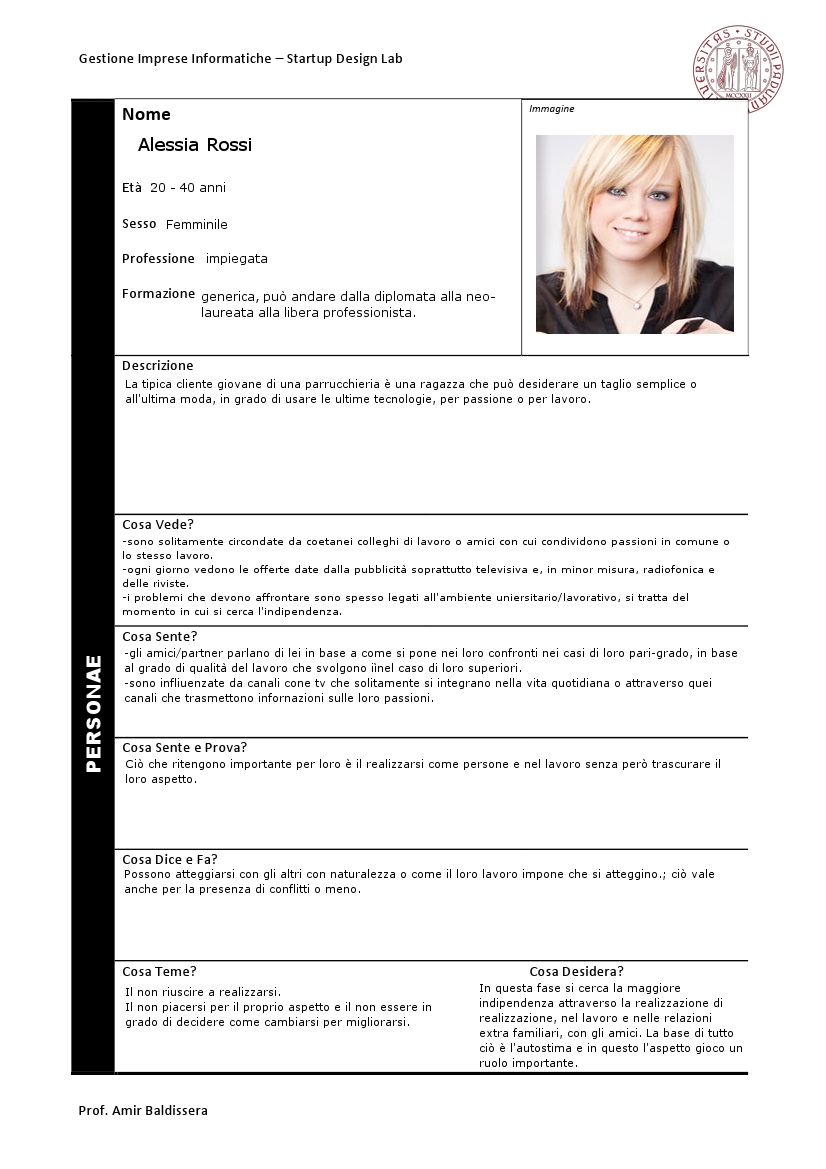 Gestione Imprese Informatiche – Startup Design Lab
UNIVERSITAS • STUDII PADUANI
MCCXXII
PERSONAE
Nome
Alessia Rossi
Età 20 - 40 anni
Sesso Femminile
Professione impiegata
Formazione generica, può andare dalla diplomata alla neo-
laureata alla libera professionista.
Immagine
Descrizione
La tipica cliente giovane di una parrucchieria è una ragazza che può desiderare un taglio semplice o
all'ultima moda, in grado di usare le ultime tecnologie, per passione o per lavoro.
Cosa Vede?
-sono solitamente circondate da coetanei colleghi di lavoro o amici con cui condividono passioni in comune o
lo stesso lavoro.
-ogni giorno vedono le offerte date dalla pubblicità soprattutto televisiva e, in minor misura, radiofonica e
delle riviste.
-i problemi che devono affrontare sono spesso legati all'ambiente uniersitario/lavorativo, si tratta del
momento in cui si cerca l'indipendenza.
Cosa Sente?
-gli amici/partner parlano di lei in base a come si pone nei loro confronti nei casi di loro pari-grado, in base
al grado di qualità del lavoro che svolgono iìnel caso di loro superiori.
-sono infliuenzate da canali cone tv che solitamente si integrano nella vita quotidiana o attraverso quei
canali che trasmettono infornazioni sulle loro passioni.
Cosa Sente e Prova?
Ciò che ritengono importante per loro è il realizzarsi come persone e nel lavoro senza però trascurare il
loro aspetto.
Cosa Dice e Fa?
Possono atteggiarsi con gli altri con naturalezza o come il loro lavoro impone che si atteggino.; ciò vale
anche per la presenza di conflitti o meno.
Cosa Teme?
Il non riuscire a realizzarsi.
Il non piacersi per il proprio aspetto e il non essere in
grado di decidere come cambiarsi per migliorarsi.
Cosa Desidera?
In questa fase si cerca la maggiore
indipendenza attraverso la realizzazione di
realizzazione, nel lavoro e nelle relazioni
extra familiari, con gli amici. La base di tutto
ciò è l'autostima e in questo l'aspetto gioco un
ruolo importante.
Prof. Amir Baldissera